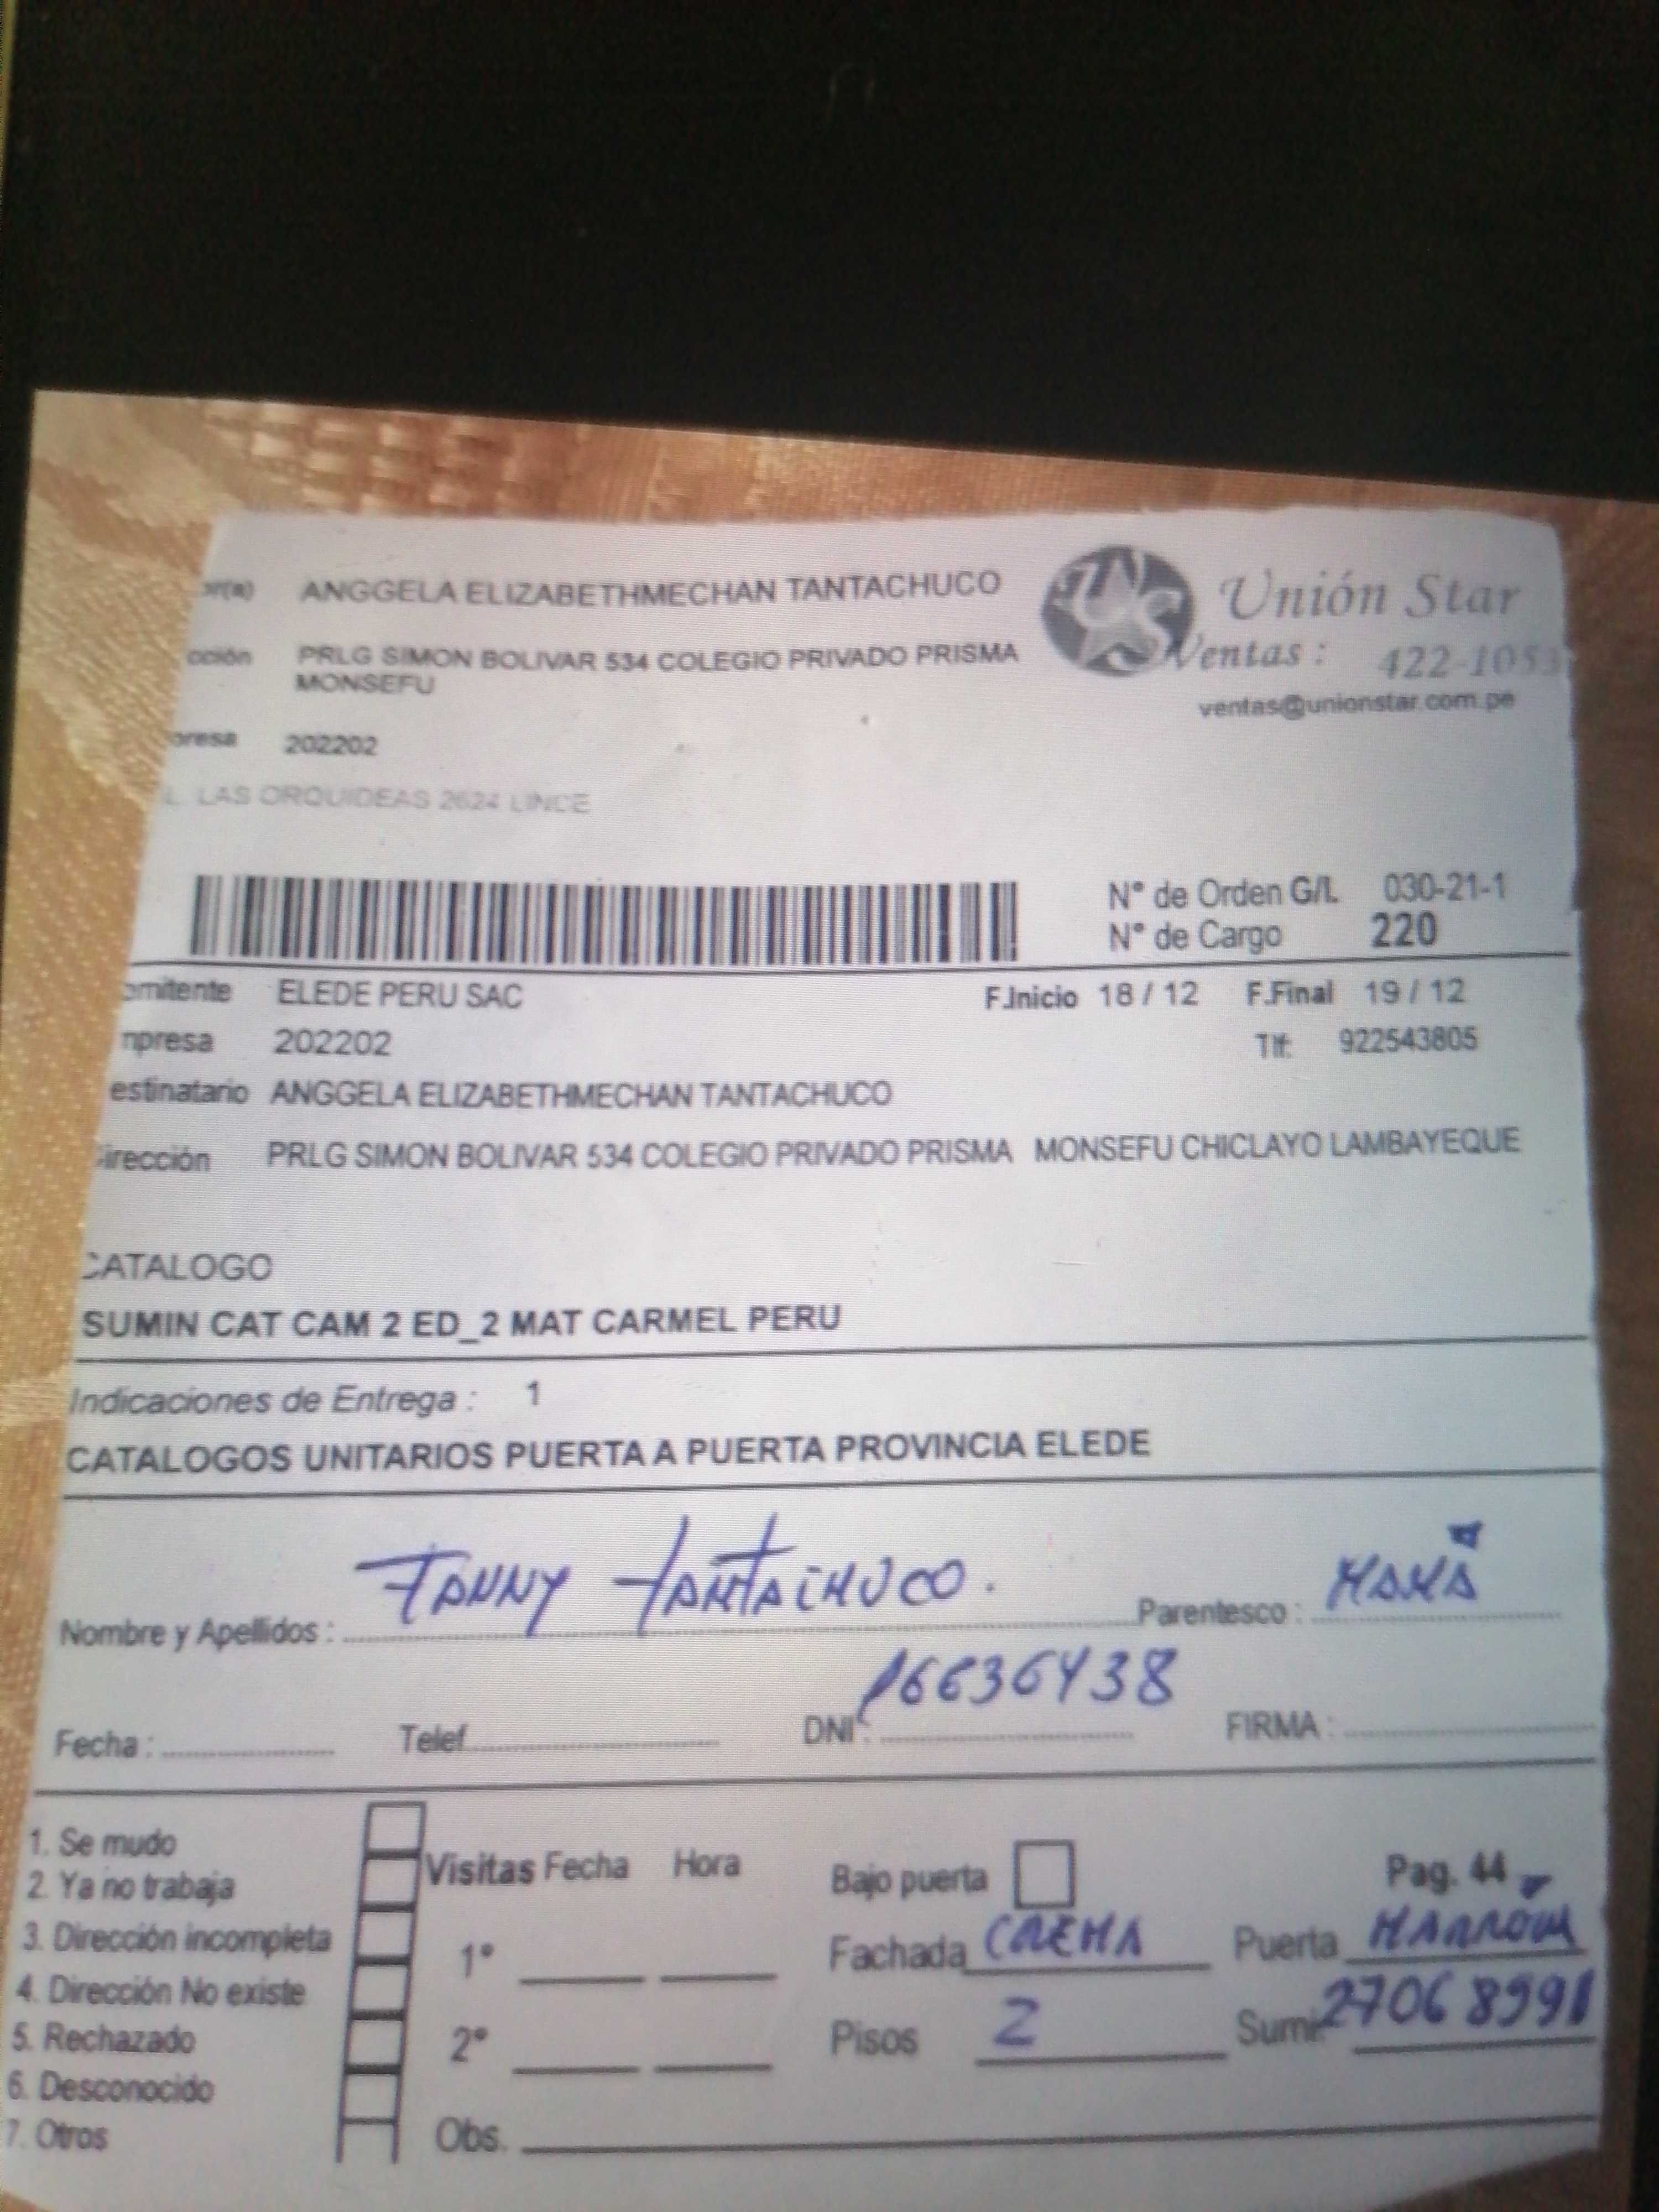 or(a) ANGGELA ELIZABETHMECHAN TANTACHUCO
Unión Star
cción PRLG SIMON BOLIVAR 534 COLEGIO PRIVADO PRISMA
MONSEFU
Ventas : 422-1053
ventas@unionstar.com.pe
presa 202202
L. LAS ORQUIDEAS 2624 LINCE
N° de Orden G/L 030-21-1
N° de Cargo 220
emitente ELEDE PERU SAC F.Inicio 18 / 12 F.Final 19 / 12
mpresa 202202 Tlf: 922543805
estinatario ANGGELA ELIZABETHMECHAN TANTACHUCO
irección PRLG SIMON BOLIVAR 534 COLEGIO PRIVADO PRISMA MONSEFU CHICLAYO LAMBAYEQUE
CATALOGO
SUMIN CAT CAM 2 ED_2 MAT CARMEL PERU
Indicaciones de Entrega : 1
CATALOGOS UNITARIOS PUERTA A PUERTA PROVINCIA ELEDE
Nombre y Apellidos : FANNY TANTACHUCO. Parentesco : MAMÁ
Fecha : Telef. DNI : 16636438 FIRMA :
1. Se mudo
2. Ya no trabaja
3. Dirección incompleta
4. Dirección No existe
5. Rechazado
6. Desconocido
7. Otros
Visitas Fecha Hora
1°
2°
Obs.
Bajo puerta Pag. 44
Fachada CREMA Puerta MARRÓN
Pisos 2 Sumi: 27068991